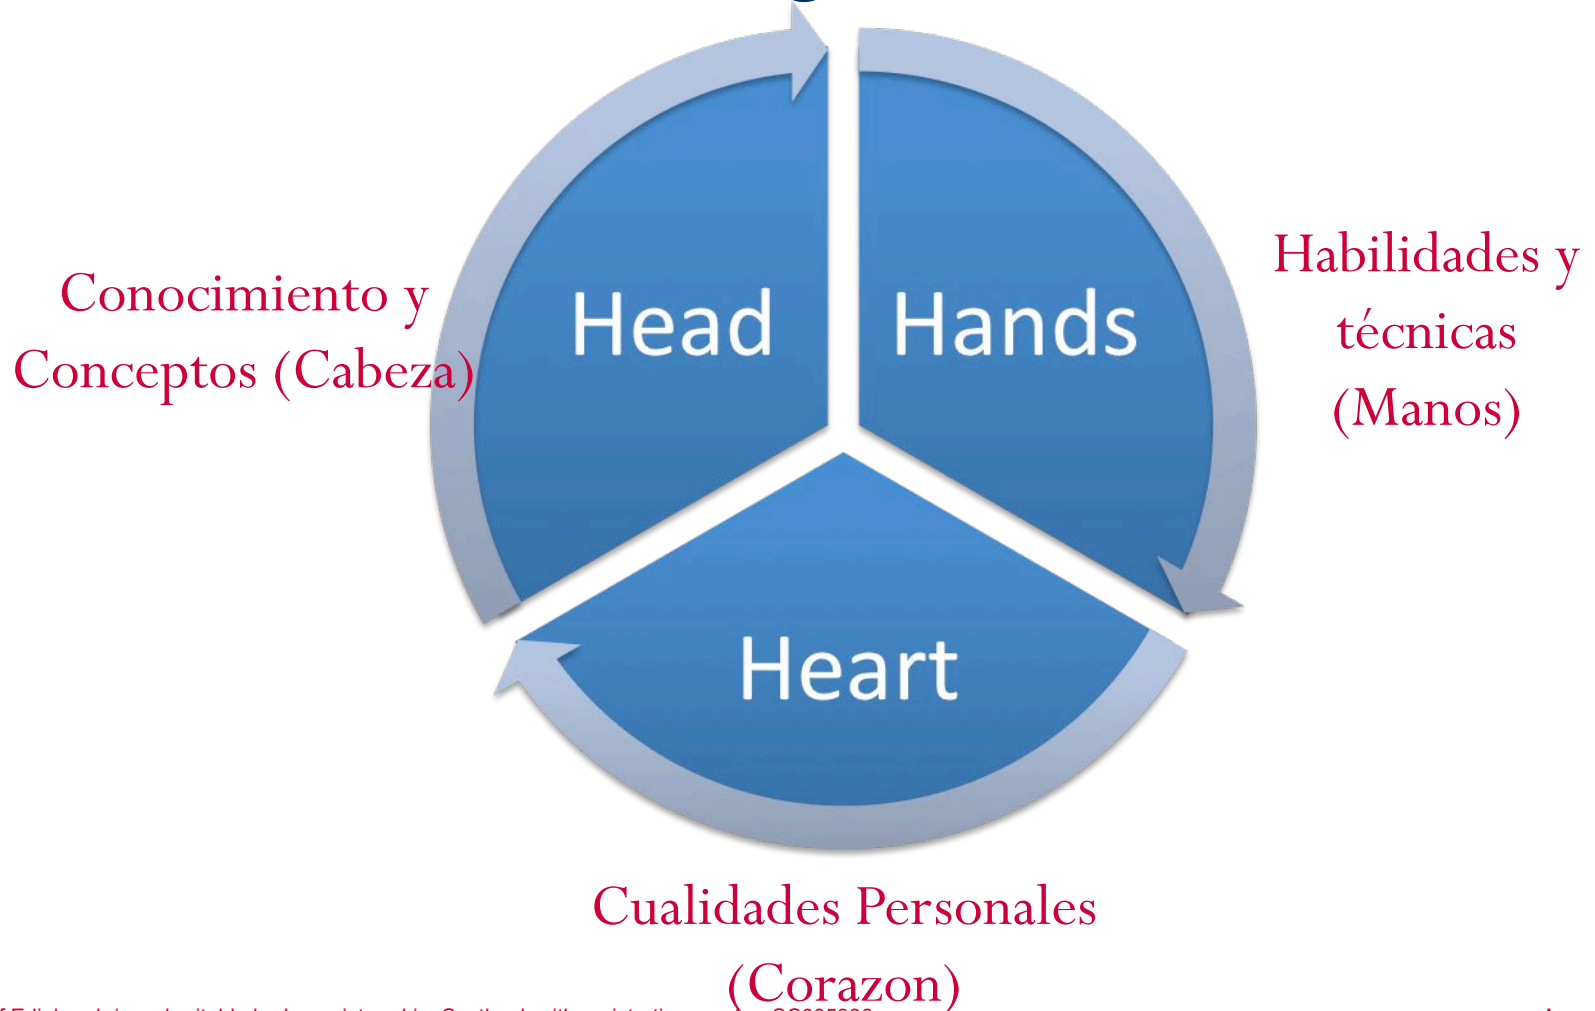 Conocimiento y
Conceptos (Cabeza)
Head
Hands
Habilidades y
técnicas
(Manos)
Heart
Cualidades Personales
(Corazon)